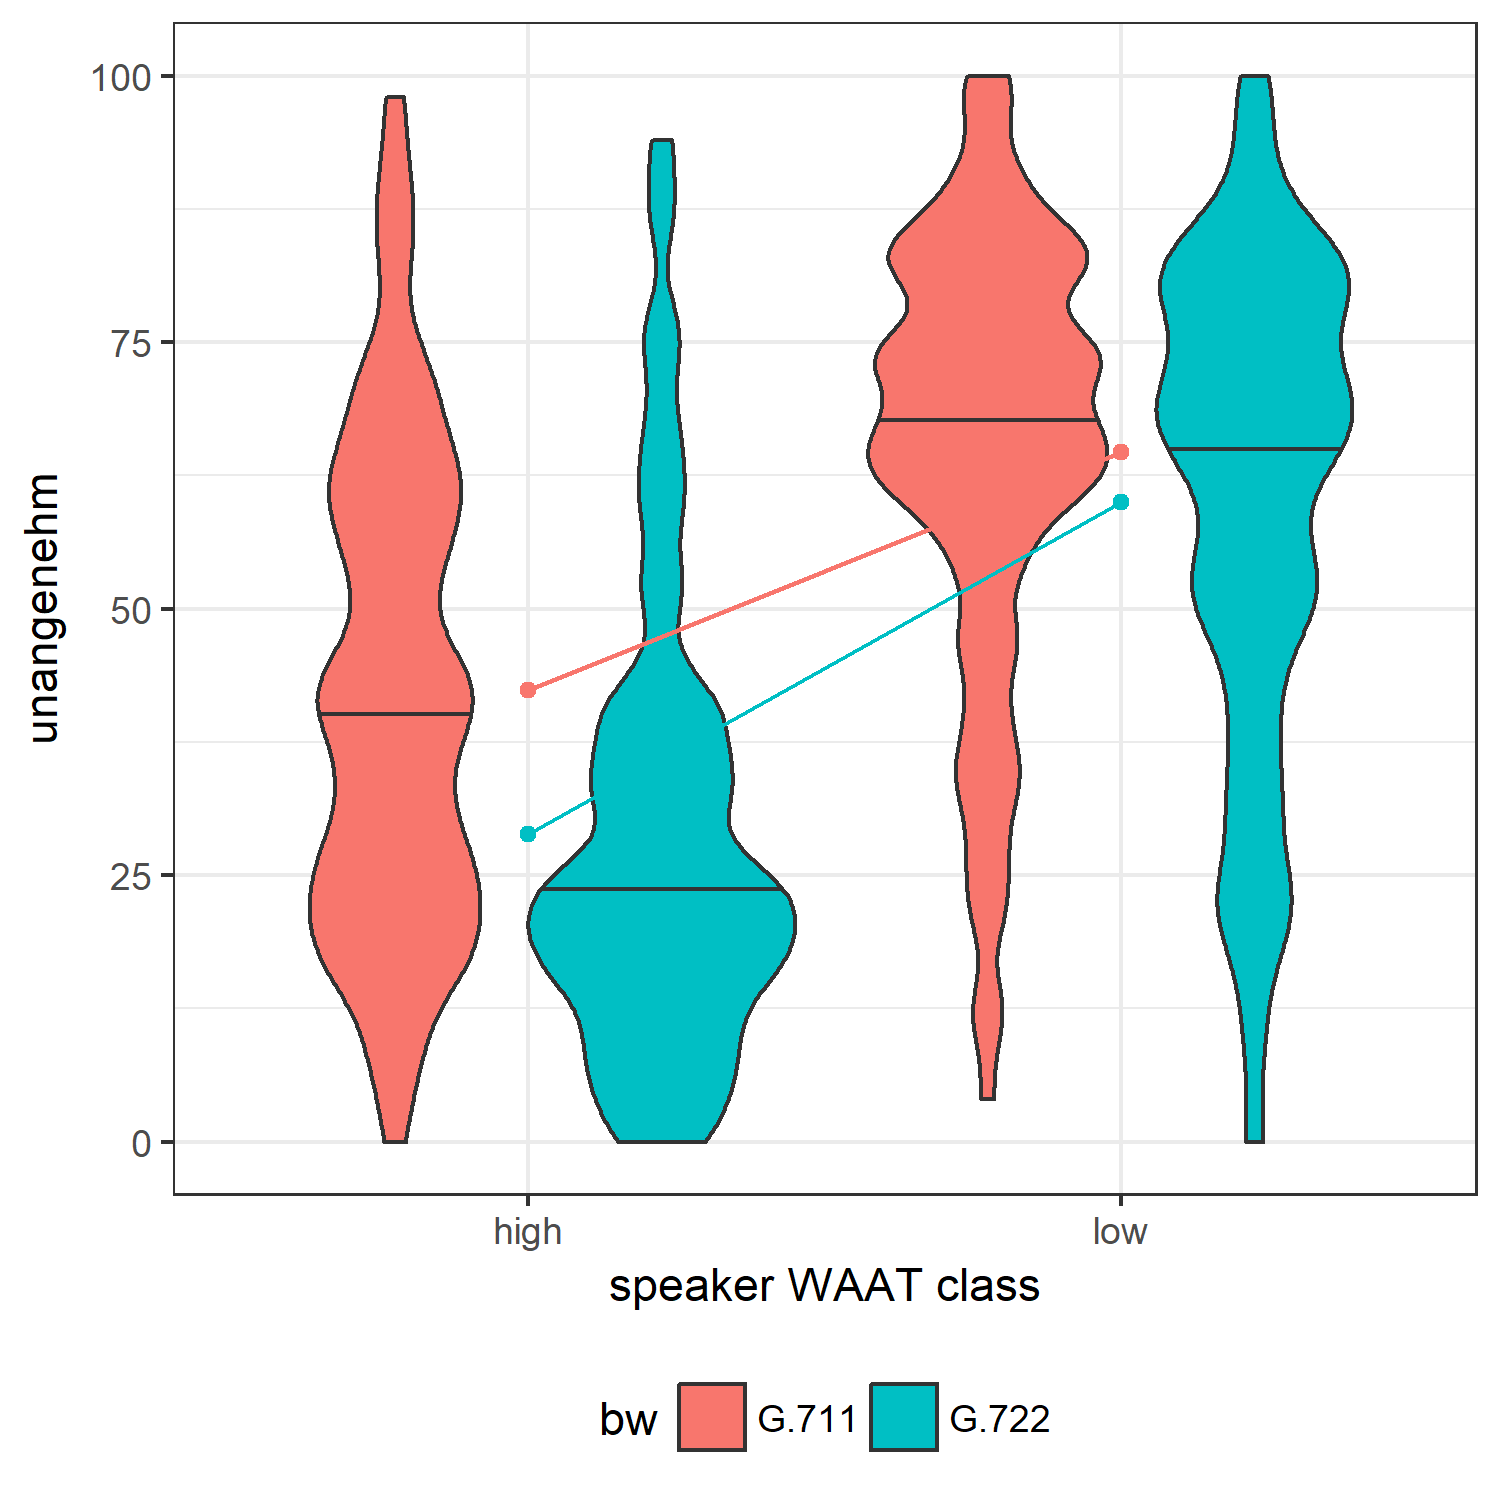 100
75
50
25
0
unangenehm
high low
speaker WAAT class
bw G.711 G.722